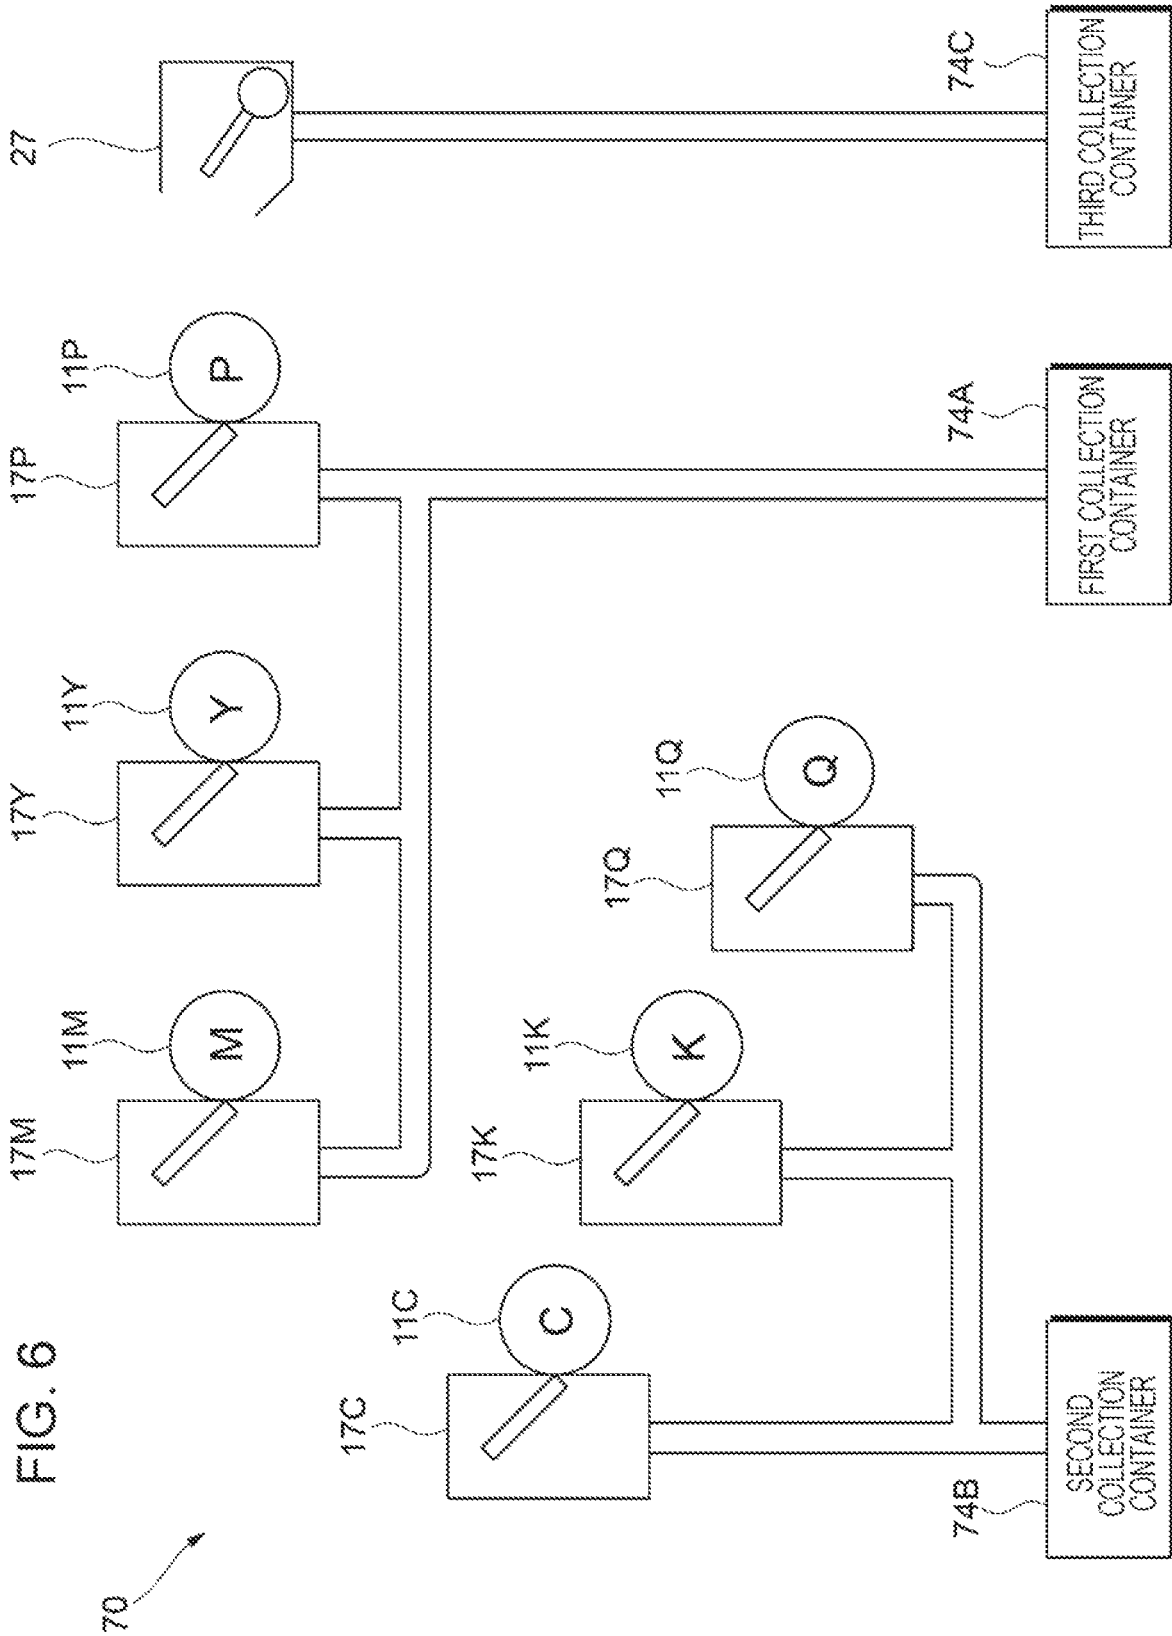 FIG. 6
70
17C
11C
C
17M
11M
M
17Y
11Y
Y
17P
11P
P
27
17K
11K
K
17Q
11Q
Q
74B
SECOND
COLLECTION
CONTAINER
74A
FIRST COLLECTION
CONTAINER
74C
THIRD COLLECTION
CONTAINER